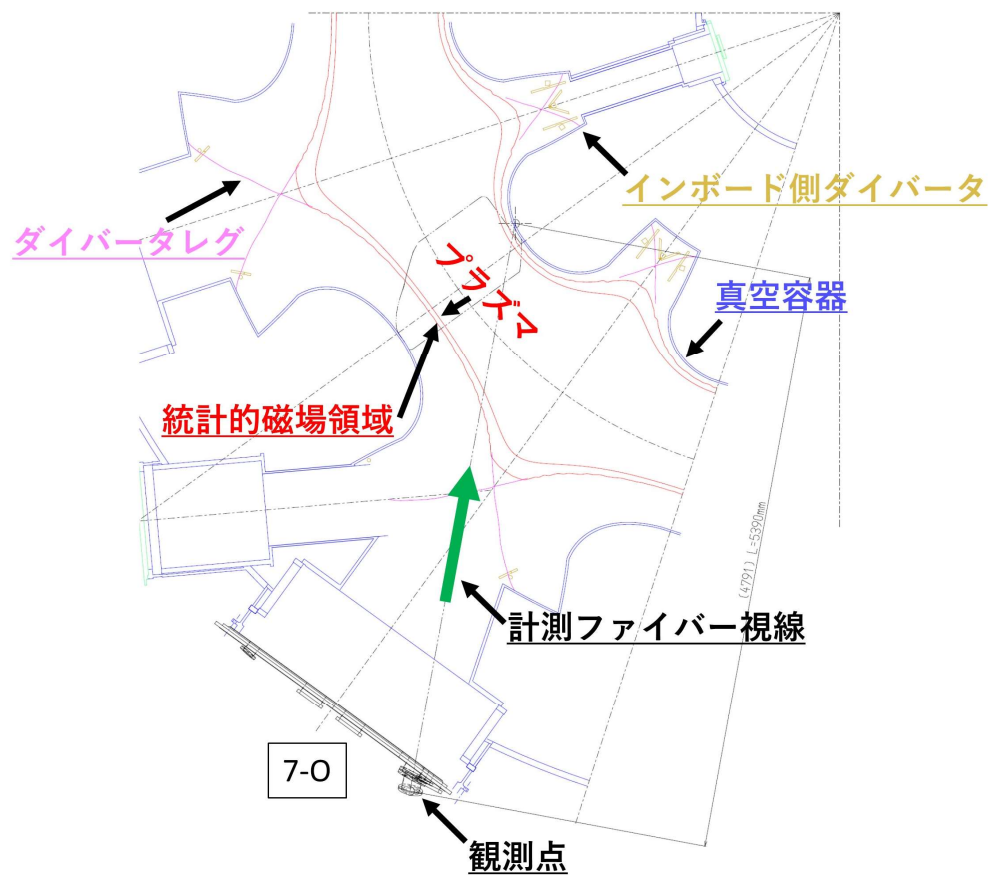 インボード側ダイバータ
ダイバータレグ
プラズマ
真空容器
統計的磁場領域
(4791) L=5390mm
計測ファイバー視線
7-O
観測点